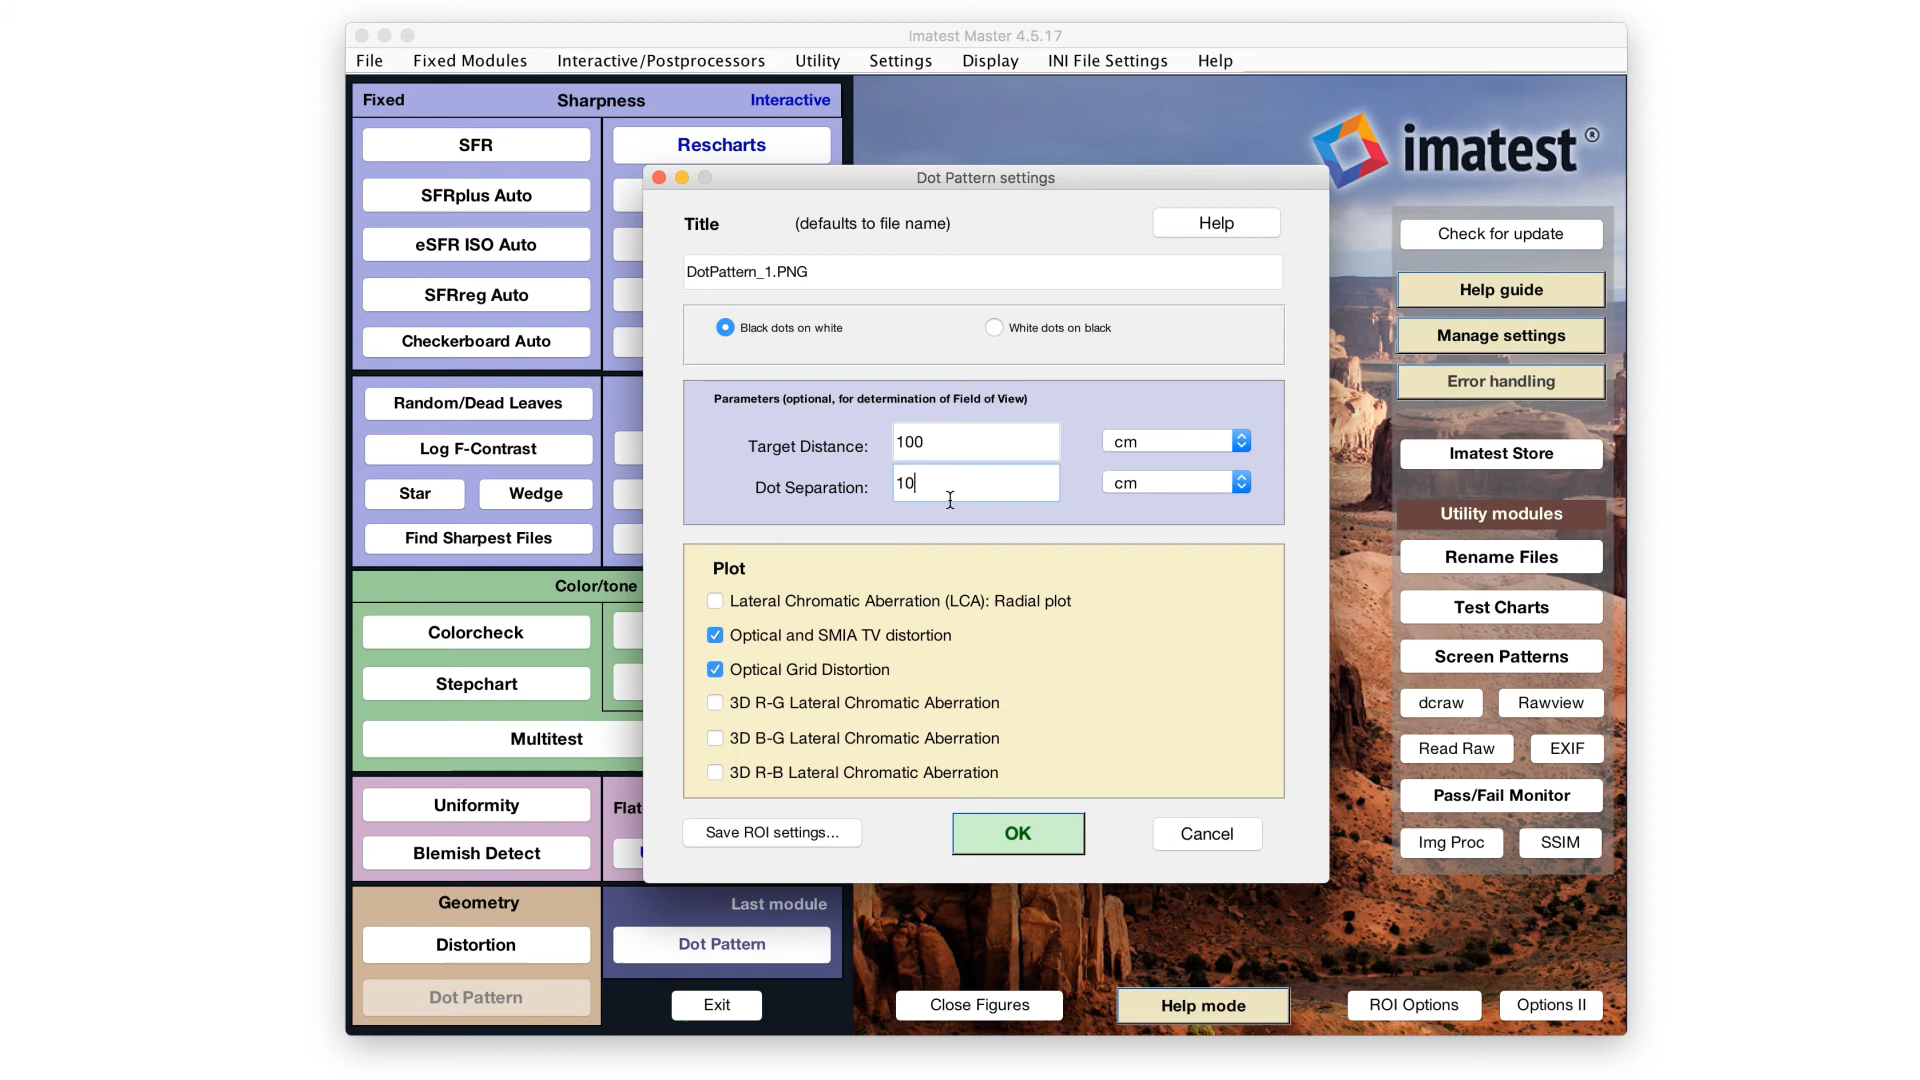 Imatest Master 4.5.17
File Fixed Modules Interactive/Postprocessors Utility Settings Display INI File Settings Help
Fixed Sharpness Interactive
SFR
Rescharts
SFRplus Auto
eSFR ISO Auto
SFRreg Auto
Checkerboard Auto
Random/Dead Leaves
Log F-Contrast
Star Wedge
Find Sharpest Files
Color/tone
Colorcheck
Stepchart
Multitest
Uniformity
Flat
Blemish Detect
Geometry
Distortion
Dot Pattern
Last module
Dot Pattern
Exit
Dot Pattern settings
Title (defaults to file name) Help
DotPattern_1.PNG
Black dots on white White dots on black
Parameters (optional, for determination of Field of View)
Target Distance: 100 cm
Dot Separation: 10 cm
Plot
Lateral Chromatic Aberration (LCA): Radial plot
Optical and SMIA TV distortion
Optical Grid Distortion
3D R-G Lateral Chromatic Aberration
3D B-G Lateral Chromatic Aberration
3D R-B Lateral Chromatic Aberration
Save ROI settings... OK Cancel
imatest ®
Check for update
Help guide
Manage settings
Error handling
Imatest Store
Utility modules
Rename Files
Test Charts
Screen Patterns
dcraw Rawview
Read Raw EXIF
Pass/Fail Monitor
Img Proc SSIM
Close Figures Help mode ROI Options Options II